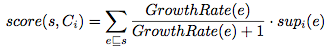 score(s, C_i) = \sum_{e \sqsubseteq s} \frac{GrowthRate(e)}{GrowthRate(e) + 1} \cdot sup_i(e)